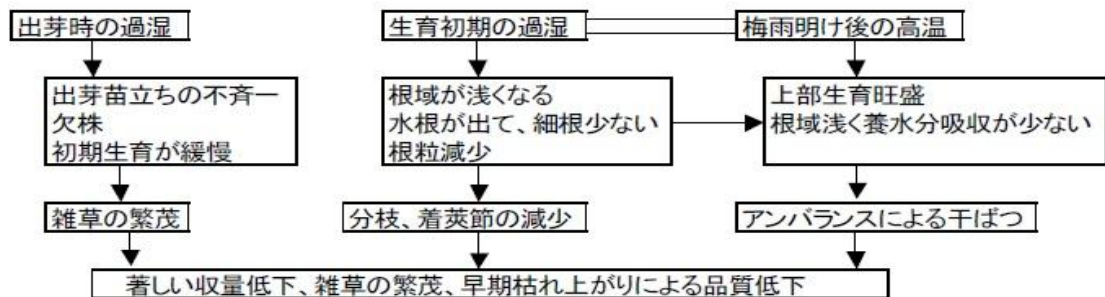 出芽時の過湿
生育初期の過湿
梅雨明け後の高温
出芽苗立ちの不斉一
欠株
初期生育が緩慢
根域が浅くなる
水根が出て、細根少ない
根粒減少
上部生育旺盛
根域浅く養水分吸収が少ない
雑草の繁茂
分枝、着莢節の減少
アンバランスによる干ばつ
著しい収量低下、雑草の繁茂、早期枯れ上がりによる品質低下